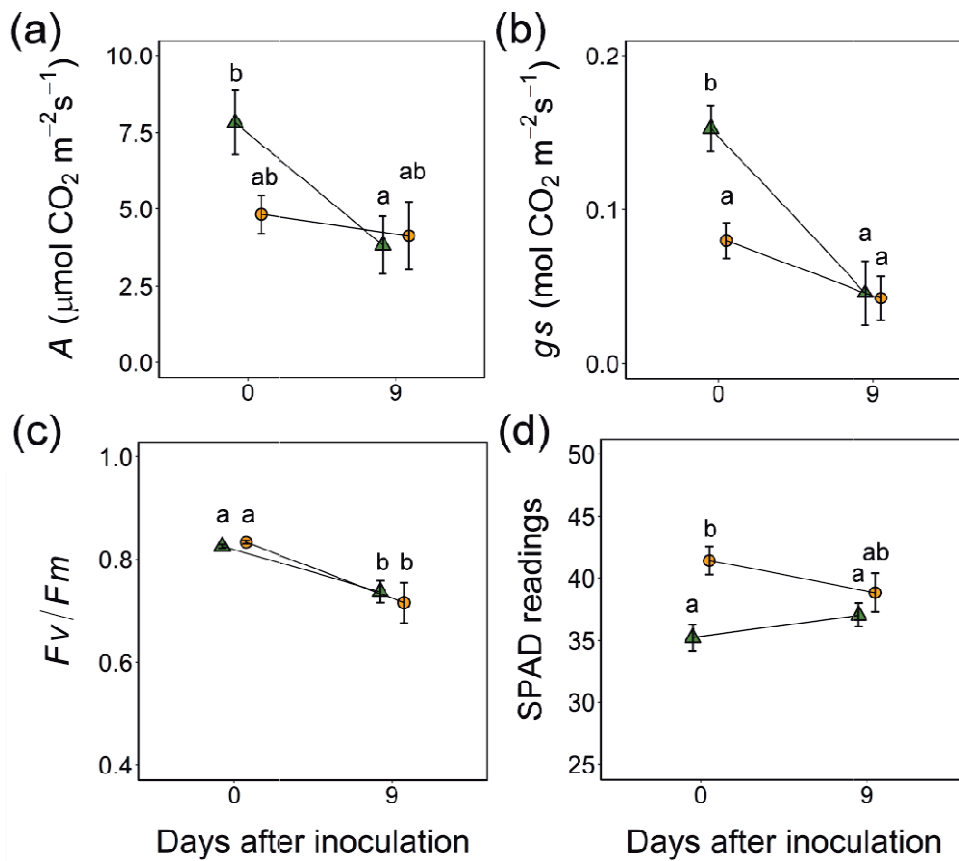 (a)
A (μmol CO₂ m⁻²s⁻¹)
10.0
7.5
5.0
2.5
0.0
b
ab
a
ab
0
9
(b)
gs (mol CO₂ m⁻²s⁻¹)
0.2
0.1
0.0
b
a
a
a
0
9
(c)
Fv/Fm
1.0
0.8
0.6
0.4
a a
b b
0
9
Days after inoculation
(d)
SPAD readings
50
45
40
35
30
25
b
a
a
ab
0
9
Days after inoculation